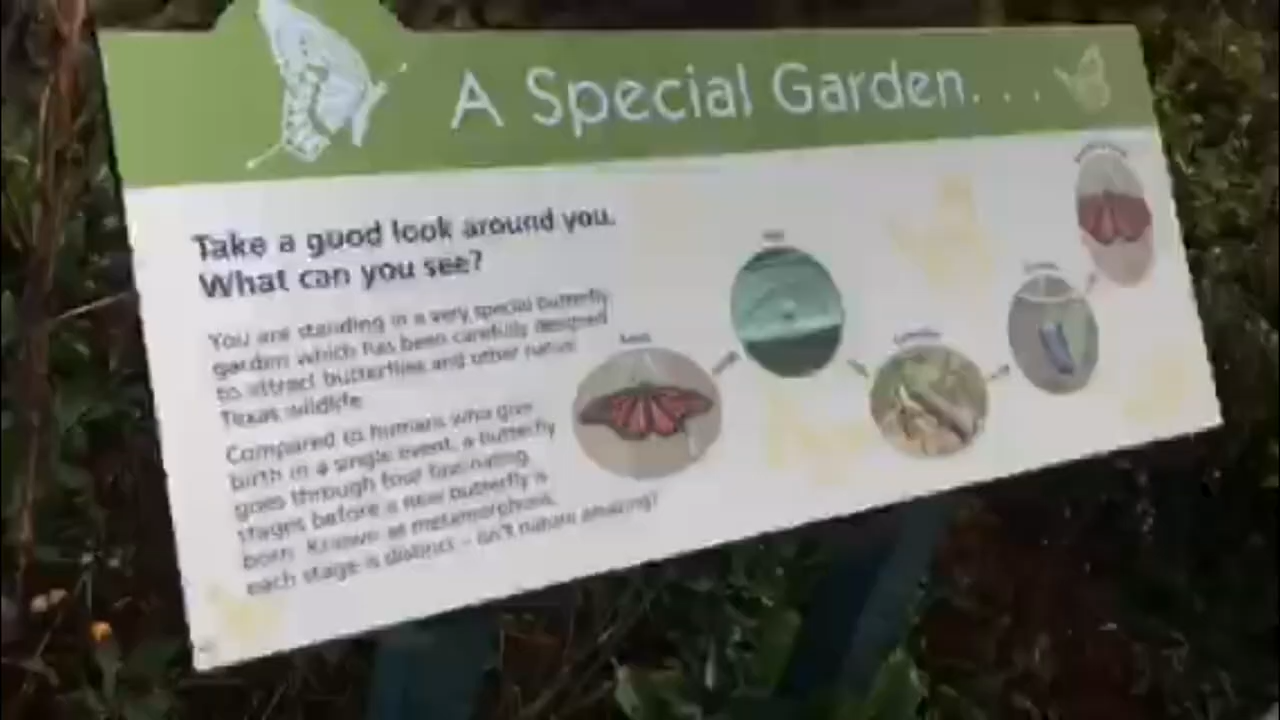 A Special Garden...
Take a good look around you.
What can you see?
You are standing in a very special butterfly
garden which has been carefully designed
to attract butterflies and other native
Texas wildlife
Compared to humans who give
birth in a single event, a butterfly
goes through four fascinating
stages before a new butterfly is
born. Known as metamorphosis,
each stage is distinct – isn't nature amazing?